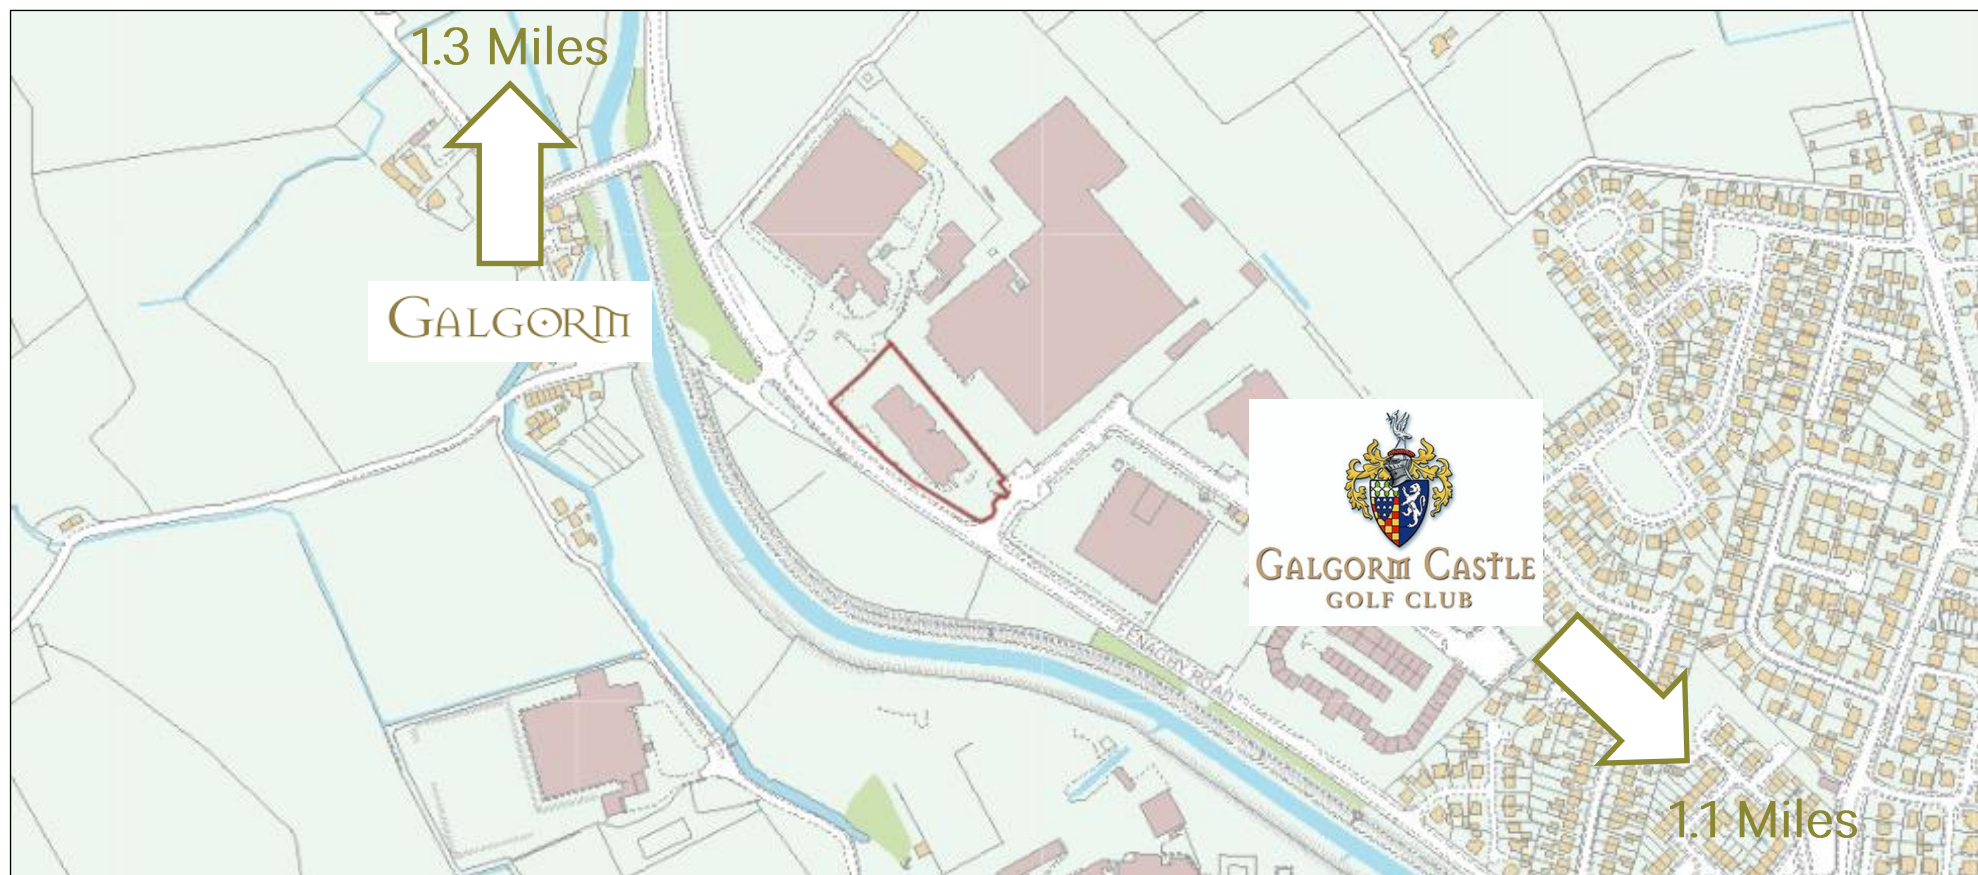 1.3 Miles
GALGORM
GALGORM CASTLE
GOLF CLUB
FENAGHY ROAD
1.1 Miles